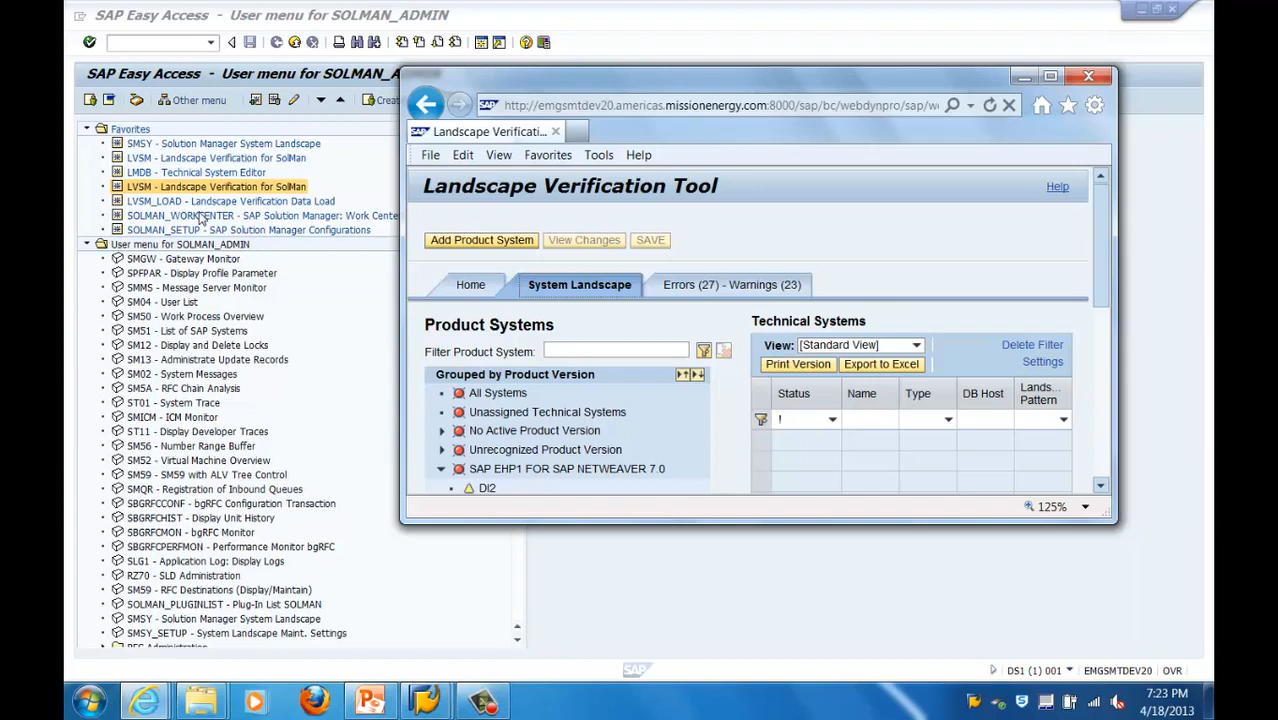 SAP Easy Access - User menu for SOLMAN_ADMIN
SAP Easy Access - User menu for SOLMAN_A
Other menu
Creat
Favorites
SMSY - Solution Manager System Landscape
LVSM - Landscape Verification for SolMan
LMDB - Technical System Editor
LVSM - Landscape Verification for SolMan
LVSM_LOAD - Landscape Verification Data Load
SOLMAN_WORKCENTER - SAP Solution Manager: Work Cente
SOLMAN_SETUP - SAP Solution Manager Configurations
User menu for SOLMAN_ADMIN
SMGW - Gateway Monitor
SPFPAR - Display Profile Parameter
SMMS - Message Server Monitor
SM04 - User List
SM50 - Work Process Overview
SM51 - List of SAP Systems
SM12 - Display and Delete Locks
SM13 - Administrate Update Records
SM02 - System Messages
SM5A - RFC Chain Analysis
ST01 - System Trace
SMICM - ICM Monitor
ST11 - Display Developer Traces
SM56 - Number Range Buffer
SM52 - Virtual Machine Overview
SM59 - SM59 with ALV Tree Control
SMQR - Registration of Inbound Queues
SBGRFCCONF - bgRFC Configuration Transaction
SBGRFCHIST - Display Unit History
SBGRFCMON - bgRFC Monitor
SBGRFCPERFMON - Performance Monitor bgRFC
SLG1 - Application Log: Display Logs
RZ70 - SLD Administration
SM59 - RFC Destinations (Display/Maintain)
SOLMAN_PLUGINLIST - Plug-In List SOLMAN
SMSY - Solution Manager System Landscape
SMSY_SETUP - System Landscape Maint. Settings
http://emgsmtdev20.americas.missionenergy.com:8000/sap/bc/webdynpro/sap/w
SAP Landscape Verificati...
File Edit View Favorites Tools Help
Landscape Verification Tool
Help
Add Product System View Changes SAVE
Home System Landscape Errors (27) - Warnings (23)
Product Systems
Filter Product System:
Grouped by Product Version
All Systems
Unassigned Technical Systems
No Active Product Version
Unrecognized Product Version
SAP EHP1 FOR SAP NETWEAVER 7.0
DI2
Technical Systems
View: [Standard View] Delete Filter
Settings
Print Version Export to Excel
Status Name Type DB Host Lands... Pattern
!
125%
SAP
DS1 (1) 001 EMGSMTDEV20 OVR
7:23 PM
4/18/2013